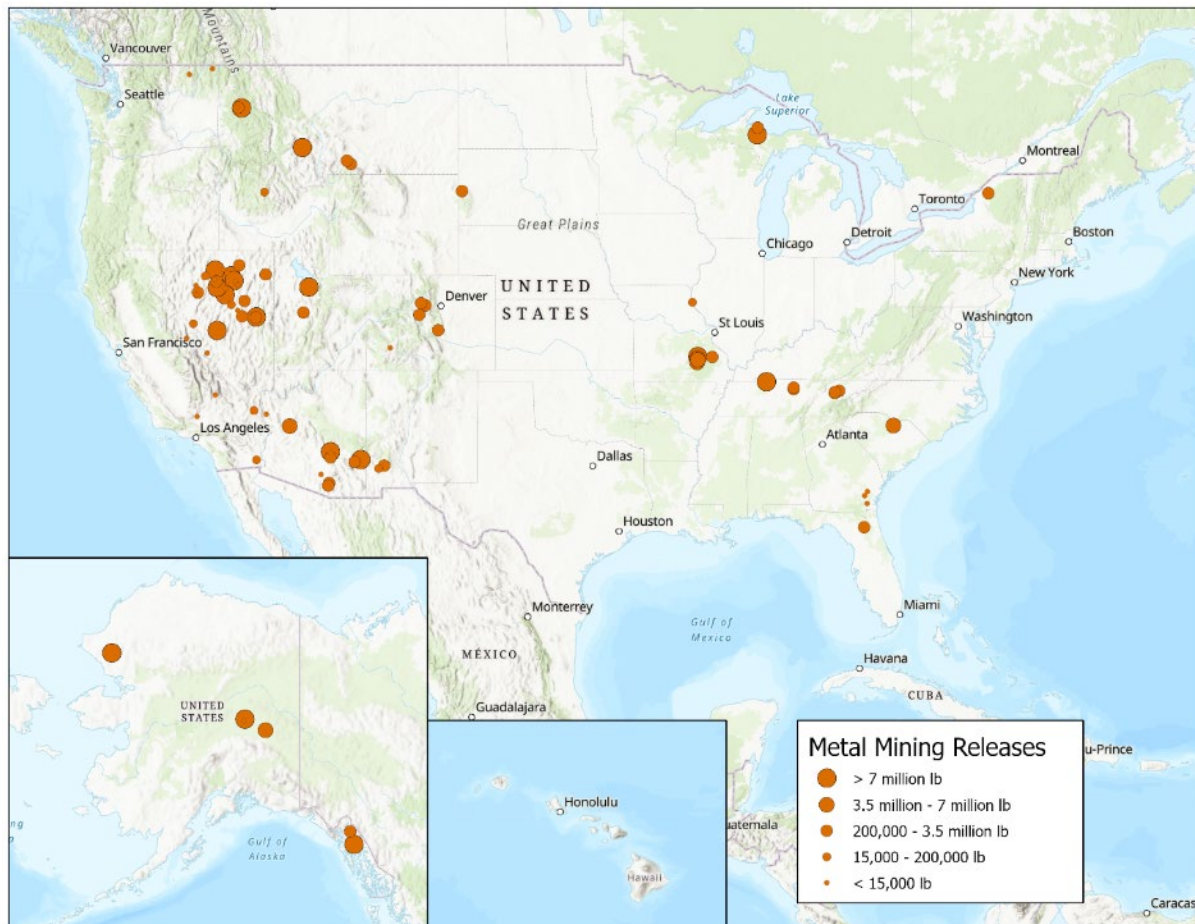 Vancouver
Mountains
Seattle
Lake
Superior
Montreal
Toronto
Great Plains
Boston
Detroit
Chicago
New York
UNITED
STATES
Denver
Washington
St Louis
San Francisco
Los Angeles
Atlanta
Dallas
Houston
Monterrey
Miami
Gulf of
Mexico
MÉXICO
Havana
CUBA
Guadalajara
UNITED
STATES
Gulf of
Alaska
Honolulu
Hawaii
Metal Mining Releases
> 7 million lb
3.5 million - 7 million lb
200,000 - 3.5 million lb
15,000 - 200,000 lb
< 15,000 lb
u-Prince
uatemala
Caracas